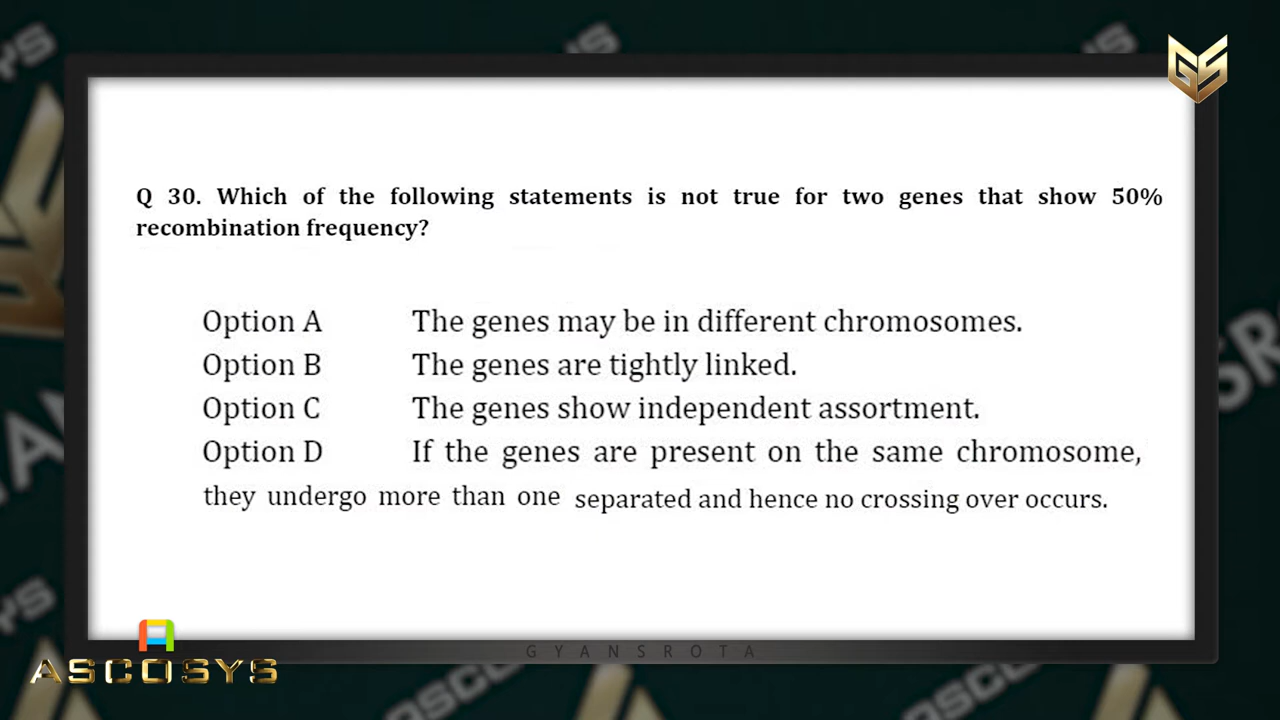 GS
Q 30. Which of the following statements is not true for two genes that show 50%
recombination frequency?
Option A The genes may be in different chromosomes.
Option B The genes are tightly linked.
Option C The genes show independent assortment.
Option D If the genes are present on the same chromosome,
they undergo more than one separated and hence no crossing over occurs.
GYANSROTA
ASCOSYS